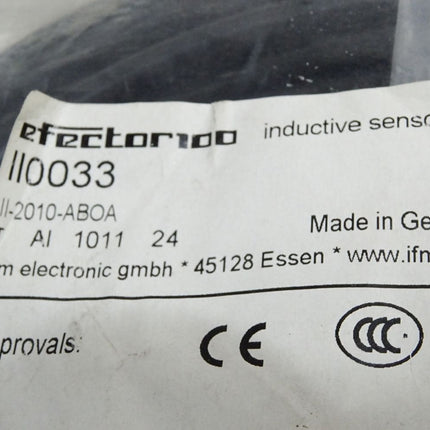 efector100 inductive senso
II0033
II-2010-ABOA
AI 1011 24 Made in Ge
m electronic gmbh * 45128 Essen * www.ifm
provals: CE CCC